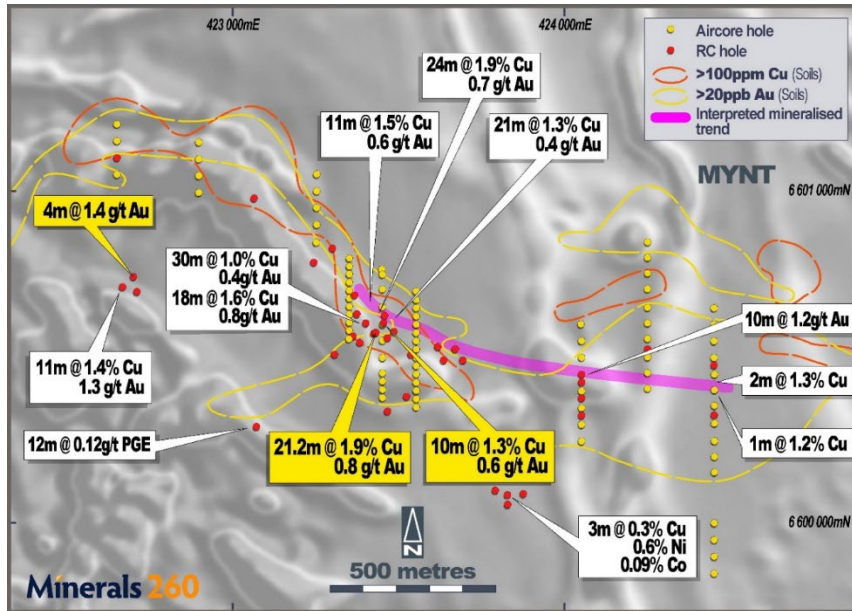 423 000mE
424 000mE
Aircore hole
RC hole
>100ppm Cu (Soils)
>20ppb Au (Soils)
Interpreted mineralised
trend
24m @ 1.9% Cu
0.7 g/t Au
11m @ 1.5% Cu
0.6 g/t Au
21m @ 1.3% Cu
0.4 g/t Au
MYNT
6 601 000mN
4m @ 1.4 g/t Au
30m @ 1.0% Cu
0.4g/t Au
18m @ 1.6% Cu
0.8g/t Au
10m @ 1.2g/t Au
11m @ 1.4% Cu
1.3 g/t Au
2m @ 1.3% Cu
12m @ 0.12g/t PGE
21.2m @ 1.9% Cu
0.8 g/t Au
10m @ 1.3% Cu
0.6 g/t Au
1m @ 1.2% Cu
6 600 000mN
N
3m @ 0.3% Cu
0.6% Ni
0.09% Co
500 metres
Minerals 260